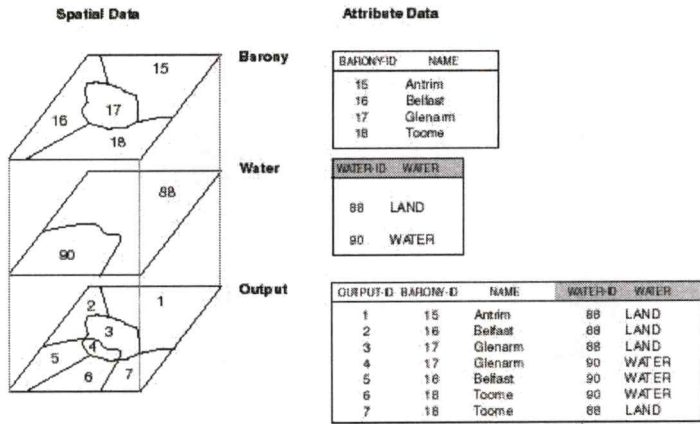 Spatial Data
Attribute Data
Barony
15
16
17
18
BARONY-ID NAME
15 Antrim
16 Belfast
17 Glenarm
18 Toome
Water
88
90
WATER-ID WATER
88 LAND
90 WATER
Output
1
2
3
4
5
6
7
OUTPUT-ID BARONY-ID NAME WATER-ID WATER
1 15 Antrim 88 LAND
2 16 Belfast 88 LAND
3 17 Glenarm 88 LAND
4 17 Glenarm 90 WATER
5 16 Belfast 90 WATER
6 18 Toome 90 WATER
7 18 Toome 88 LAND